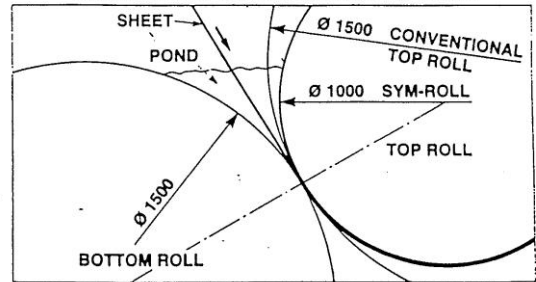 SHEET
POND
Ø 1500
CONVENTIONAL
TOP ROLL
Ø 1000 SYM-ROLL
TOP ROLL
Ø 1500
BOTTOM ROLL